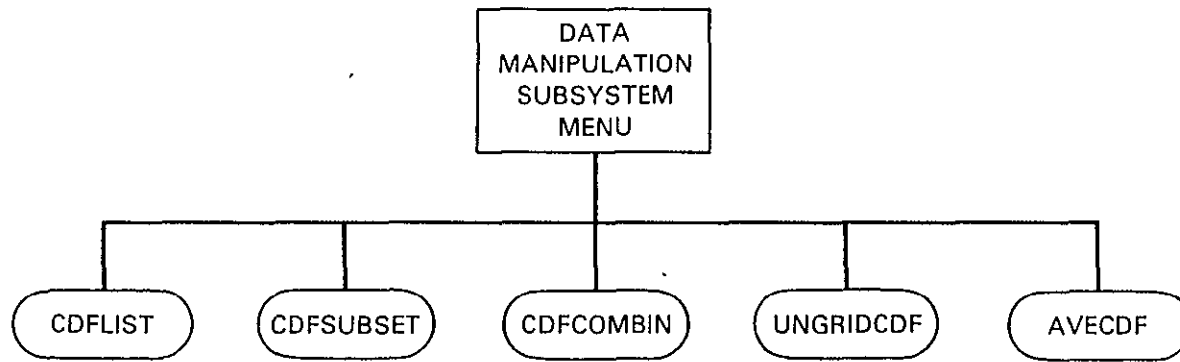 DATA
MANIPULATION
SUBSYSTEM
MENU
CDFLIST
CDFSUBSET
CDFCOMBIN
UNGRIDCDF
AVECDF